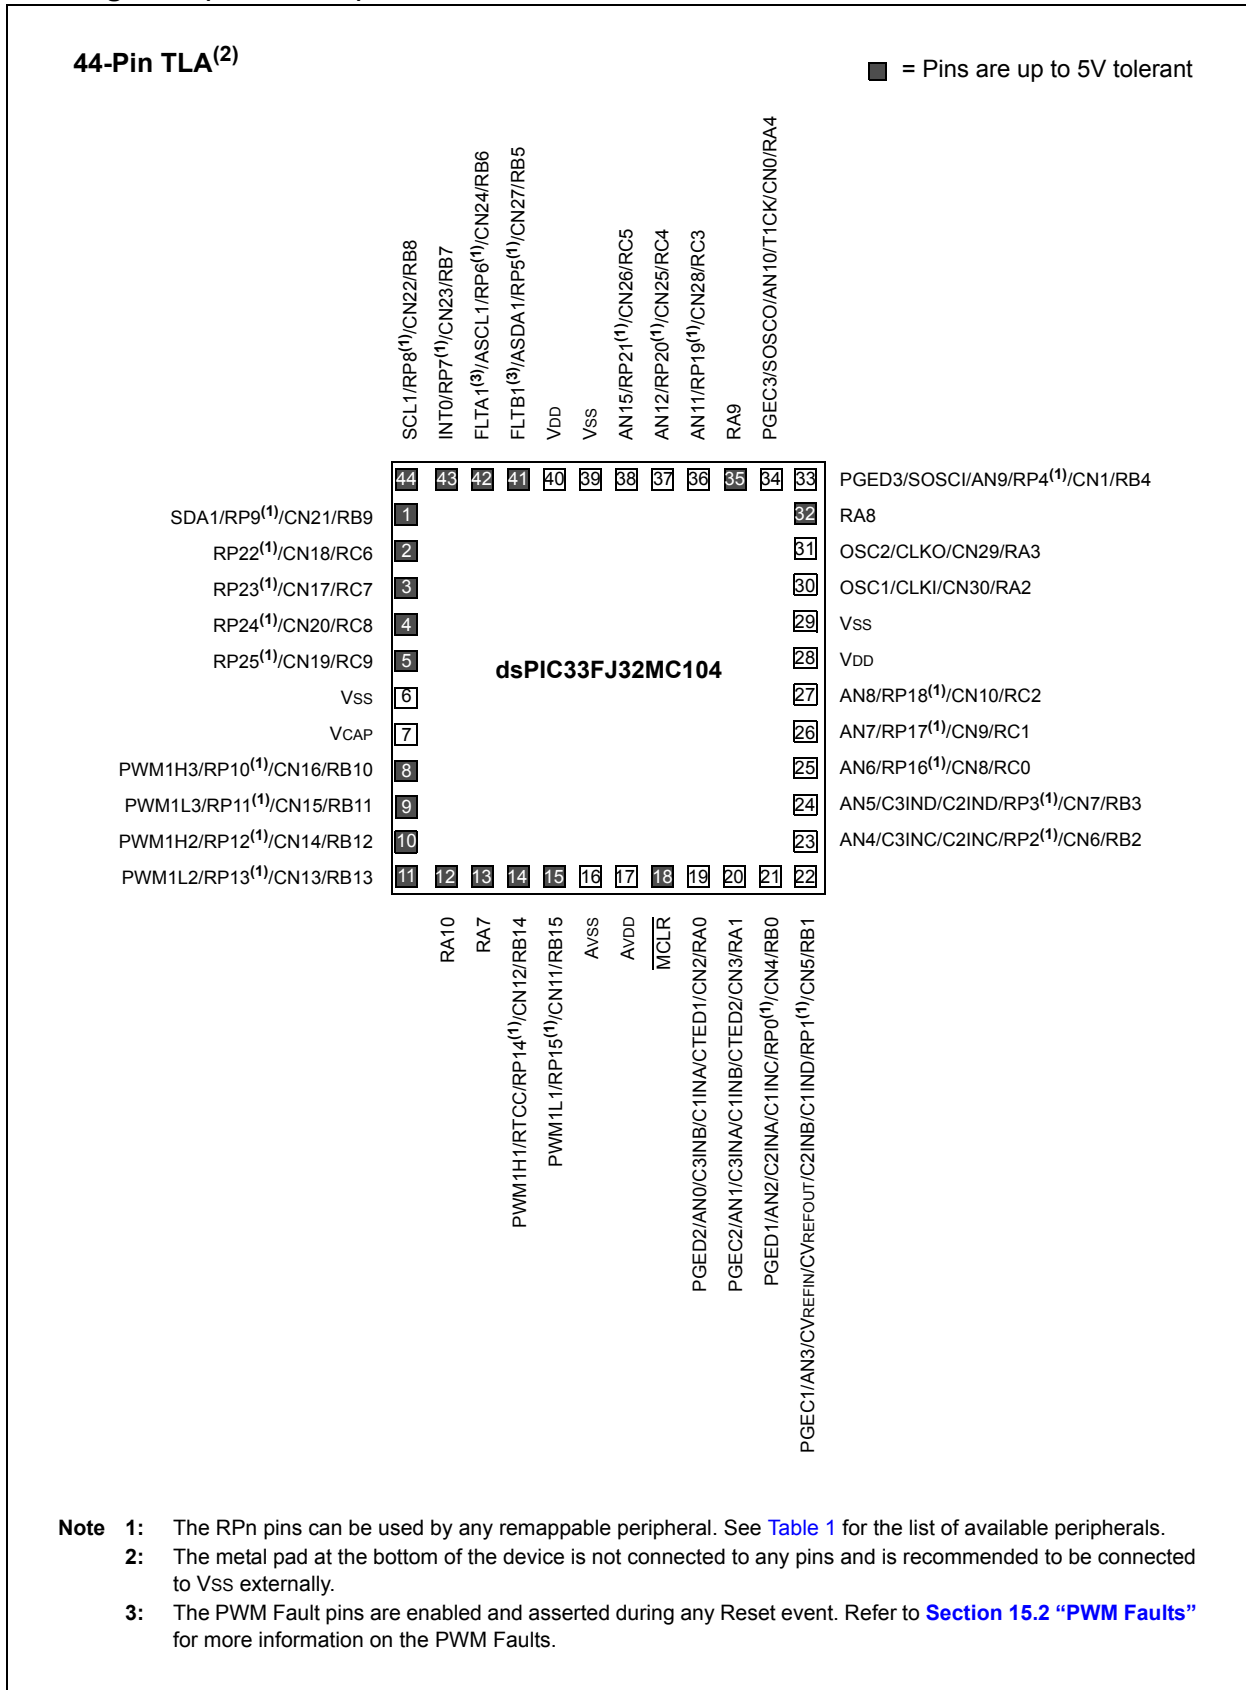 44-Pin TLA(2)
= Pins are up to 5V tolerant
SCL1/RP8(1)/CN22/RB8
INT0/RP7(1)/CN23/RB7
FLTA1(3)/ASCL1/RP6(1)/CN24/RB6
FLTB1(3)/ASDA1/RP5(1)/CN27/RB5
VDD
VSS
AN15/RP21(1)/CN26/RC5
AN12/RP20(1)/CN25/RC4
AN11/RP19(1)/CN28/RC3
RA9
PGEC3/SOSCO/AN10/T1CK/CN0/RA4
44 43 42 41 40 39 38 37 36 35 34 33 PGED3/SOSCI/AN9/RP4(1)/CN1/RB4
SDA1/RP9(1)/CN21/RB9 1 32 RA8
RP22(1)/CN18/RC6 2 31 OSC2/CLKO/CN29/RA3
RP23(1)/CN17/RC7 3 30 OSC1/CLKI/CN30/RA2
RP24(1)/CN20/RC8 4 29 VSS
RP25(1)/CN19/RC9 5 28 VDD
dsPIC33FJ32MC104
VSS 6 27 AN8/RP18(1)/CN10/RC2
VCAP 7 26 AN7/RP17(1)/CN9/RC1
PWM1H3/RP10(1)/CN16/RB10 8 25 AN6/RP16(1)/CN8/RC0
PWM1L3/RP11(1)/CN15/RB11 9 24 AN5/C3IND/C2IND/RP3(1)/CN7/RB3
PWM1H2/RP12(1)/CN14/RB12 10 23 AN4/C3INC/C2INC/RP2(1)/CN6/RB2
PWM1L2/RP13(1)/CN13/RB13 11 12 13 14 15 16 17 18 19 20 21 22
RA10
RA7
PWM1H1/RTCC/RP14(1)/CN12/RB14
PWM1L1/RP15(1)/CN11/RB15
AVSS
AVDD
MCLR
PGED2/AN0/C3INB/C1INA/CTED1/CN2/RA0
PGEC2/AN1/C3INA/C1INB/CTED2/CN3/RA1
PGED1/AN2/C2INA/C1INC/RP0(1)/CN4/RB0
PGEC1/AN3/CVREFIN/CVREFOUT/C2INB/C1IND/RP1(1)/CN5/RB1
Note 1: The RPn pins can be used by any remappable peripheral. See Table 1 for the list of available peripherals.
2: The metal pad at the bottom of the device is not connected to any pins and is recommended to be connected
to VSS externally.
3: The PWM Fault pins are enabled and asserted during any Reset event. Refer to Section 15.2 “PWM Faults”
for more information on the PWM Faults.